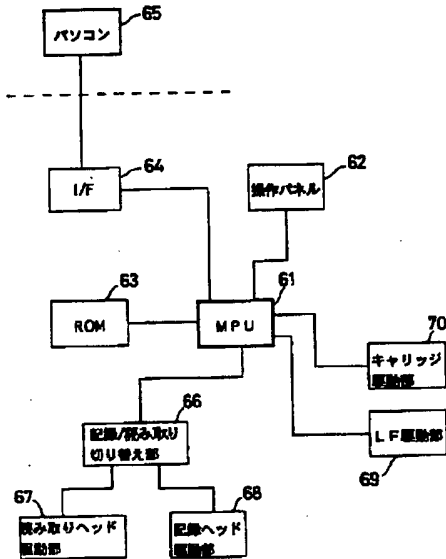 65
パソコン
64
I/F
62
操作パネル
63
ROM
61
MPU
70
キャリッジ
駆動部
66
記録/読み取り
切り替え部
LF駆動部
69
67
読み取りヘッド
駆動部
68
記録ヘッド
駆動部